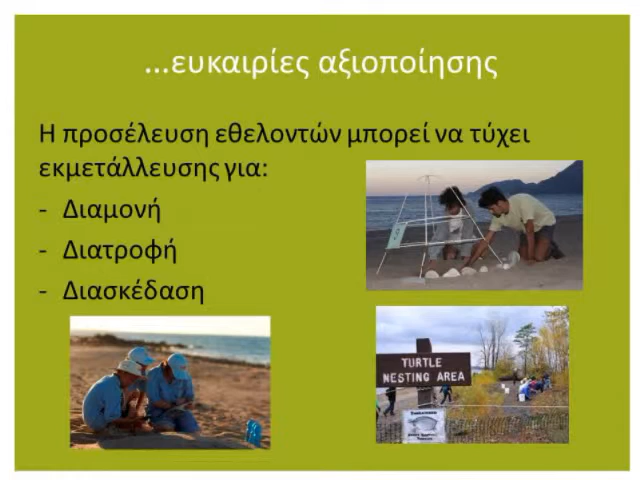 ...ευκαιρίες αξιοποίησης
Η προσέλευση εθελοντών μπορεί να τύχει
εκμετάλλευσης για:
- Διαμονή
- Διατροφή
- Διασκέδαση
TURTLE
NESTING AREA